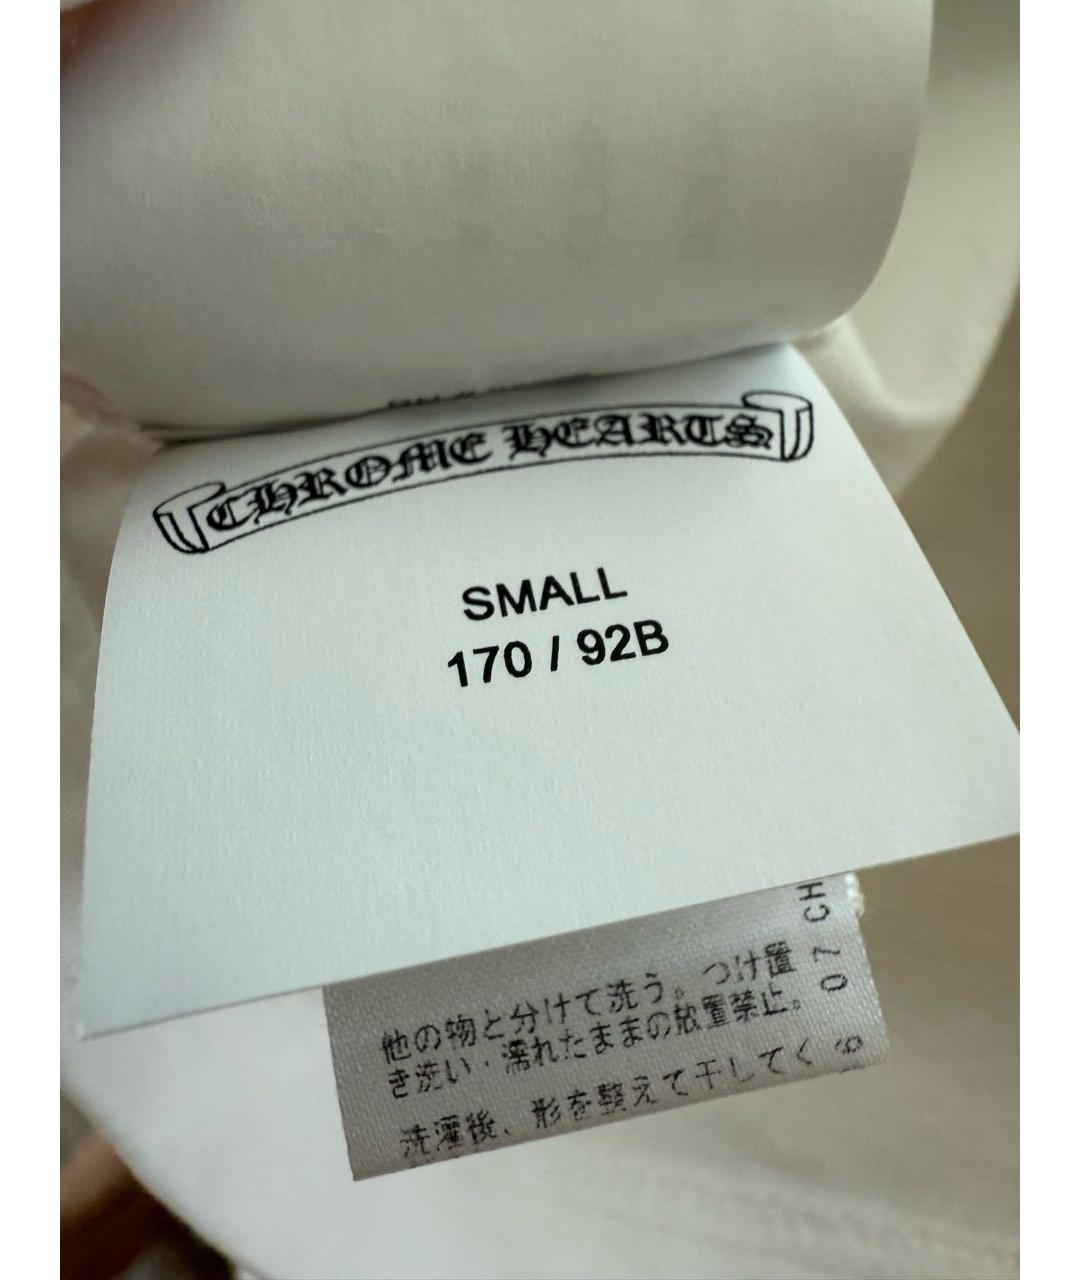 CHROME HEARTS
SMALL
170 / 92B
他の物と分けて洗う。つけ置
き洗い・濡れたままの放置禁止。
洗濯後、形を整えて干してく
07 CH